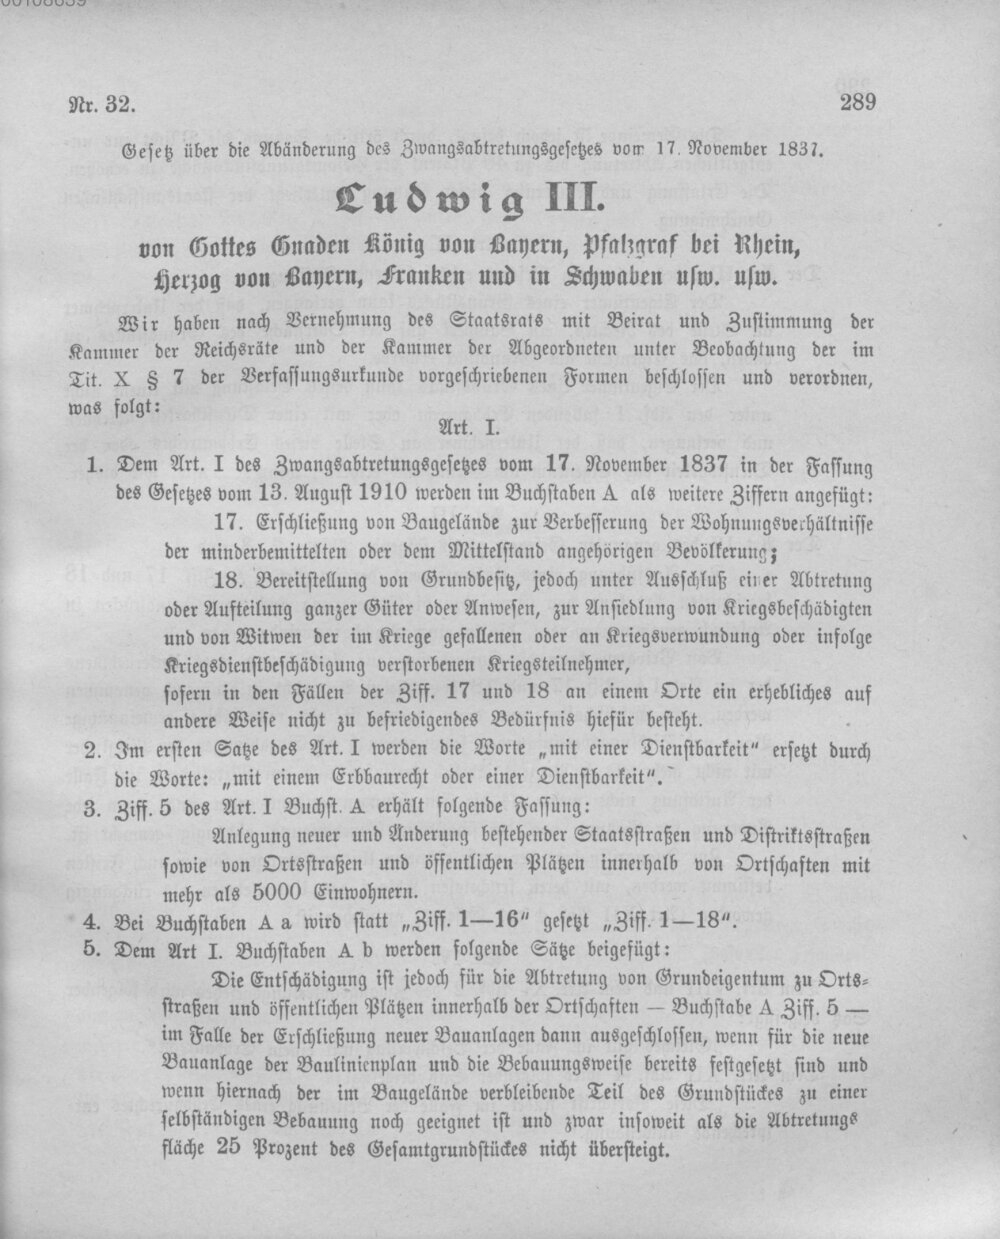 00108659
Nr. 32.
289
Gesetz über die Abänderung des Zwangsabtretungsgesetzes vom 17. November 1837.
Ludwig III.
von Gottes Gnaden König von Bayern, Pfalzgraf bei Rhein,
Herzog von Bayern, Franken und in Schwaben usw. usw.
Wir haben nach Vernehmung des Staatsrats mit Beirat und Zustimmung der
Kammer der Reichsräte und der Kammer der Abgeordneten unter Beobachtung der im
Tit. X § 7 der Verfassungsurkunde vorgeschriebenen Formen beschlossen und verordnen,
was folgt:
Art. I.
1. Dem Art. I des Zwangsabtretungsgesetzes vom 17. November 1837 in der Fassung
des Gesetzes vom 13. August 1910 werden im Buchstaben A als weitere Ziffern angefügt:
17. Erschließung von Baugelände zur Verbesserung der Wohnungsverhältnisse
der minderbemittelten oder dem Mittelstand angehörigen Bevölkerung;
18. Bereitstellung von Grundbesitz, jedoch unter Ausschluß einer Abtretung
oder Aufteilung ganzer Güter oder Anwesen, zur Ansiedlung von Kriegsbeschädigten
und von Witwen der im Kriege gefallenen oder an Kriegsverwundung oder infolge
Kriegsdienstbeschädigung verstorbenen Kriegsteilnehmer,
sofern in den Fällen der Ziff. 17 und 18 an einem Orte ein erhebliches auf
andere Weise nicht zu befriedigendes Bedürfnis hiefür besteht.
2. Im ersten Satze des Art. I werden die Worte „mit einer Dienstbarkeit“ ersetzt durch
die Worte: „mit einem Erbbaurecht oder einer Dienstbarkeit“.
3. Ziff. 5 des Art. I Buchst. A erhält folgende Fassung:
Anlegung neuer und Änderung bestehender Staatsstraßen und Distriktsstraßen
sowie von Ortsstraßen und öffentlichen Plätzen innerhalb von Ortschaften mit
mehr als 5000 Einwohnern.
4. Bei Buchstaben A a wird statt „Ziff. 1—16“ gesetzt „Ziff. 1—18“.
5. Dem Art I. Buchstaben A b werden folgende Sätze beigefügt:
Die Entschädigung ist jedoch für die Abtretung von Grundeigentum zu Orts-
straßen und öffentlichen Plätzen innerhalb der Ortschaften — Buchstabe A Ziff. 5 —
im Falle der Erschließung neuer Bauanlagen dann ausgeschlossen, wenn für die neue
Bauanlage der Baulinienplan und die Bebauungsweise bereits festgesetzt sind und
wenn hiernach der im Baugelände verbleibende Teil des Grundstückes zu einer
selbständigen Bebauung noch geeignet ist und zwar insoweit als die Abtretungs
fläche 25 Prozent des Gesamtgrundstückes nicht übersteigt.